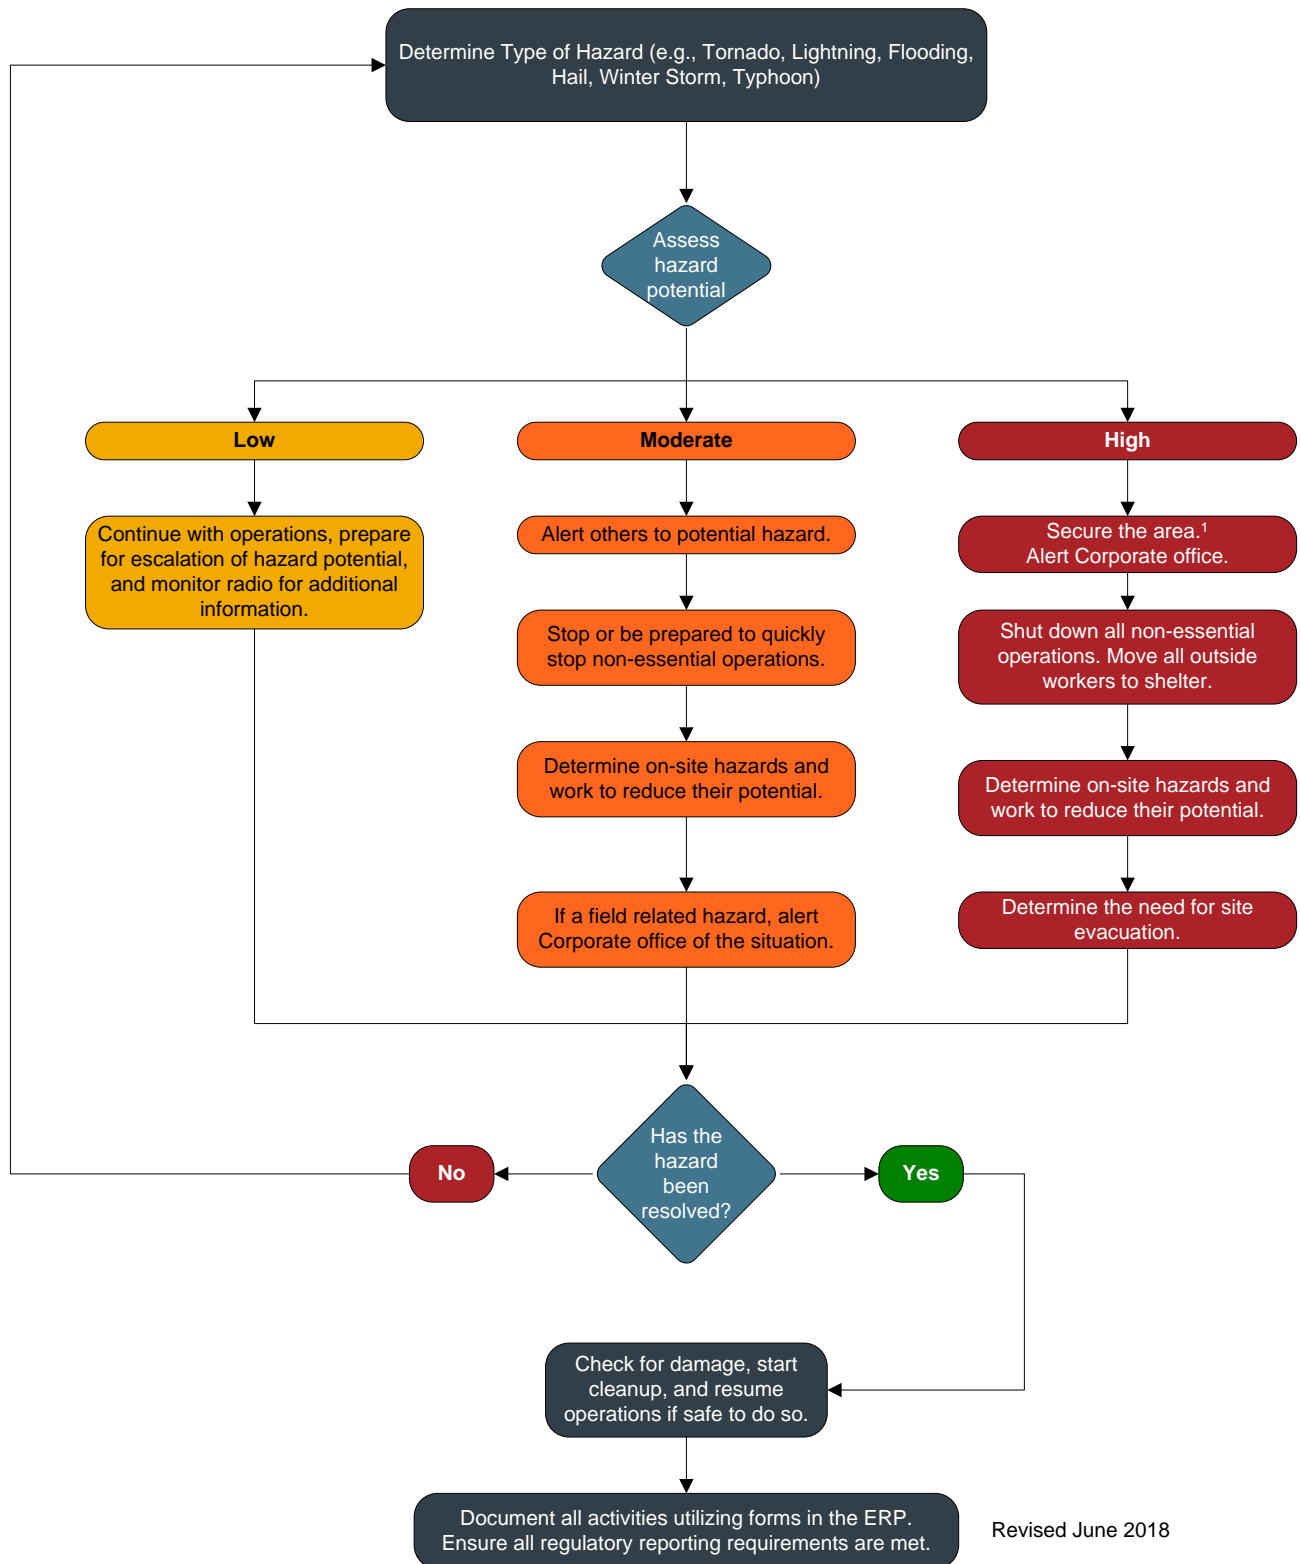 Determine Type of Hazard (e.g., Tornado, Lightning, Flooding,
Hail, Winter Storm, Typhoon)
Assess
hazard
potential
Low
Moderate
High
Continue with operations, prepare
for escalation of hazard potential,
and monitor radio for additional
information.
Alert others to potential hazard.
Stop or be prepared to quickly
stop non-essential operations.
Determine on-site hazards and
work to reduce their potential.
If a field related hazard, alert
Corporate office of the situation.
Secure the area.¹
Alert Corporate office.
Shut down all non-essential
operations. Move all outside
workers to shelter.
Determine on-site hazards and
work to reduce their potential.
Determine the need for site
evacuation.
Has the
hazard
been
resolved?
No
Yes
Check for damage, start
cleanup, and resume
operations if safe to do so.
Document all activities utilizing forms in the ERP.
Ensure all regulatory reporting requirements are met.
Revised June 2018